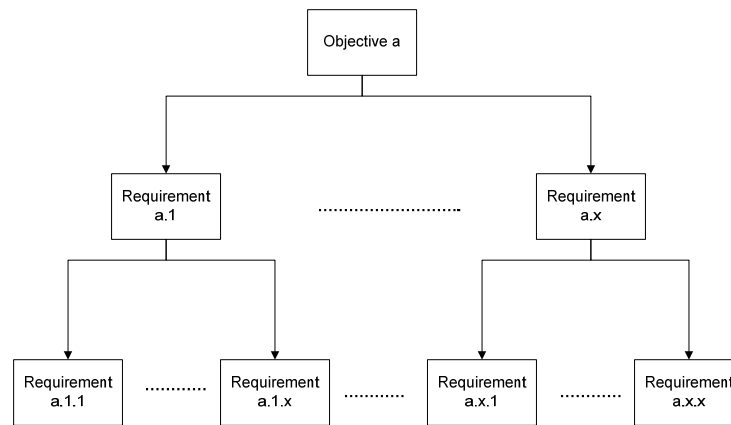 Objective a
Requirement
a.1
Requirement
a.x
Requirement
a.1.1
Requirement
a.1.x
Requirement
a.x.1
Requirement
a.x.x